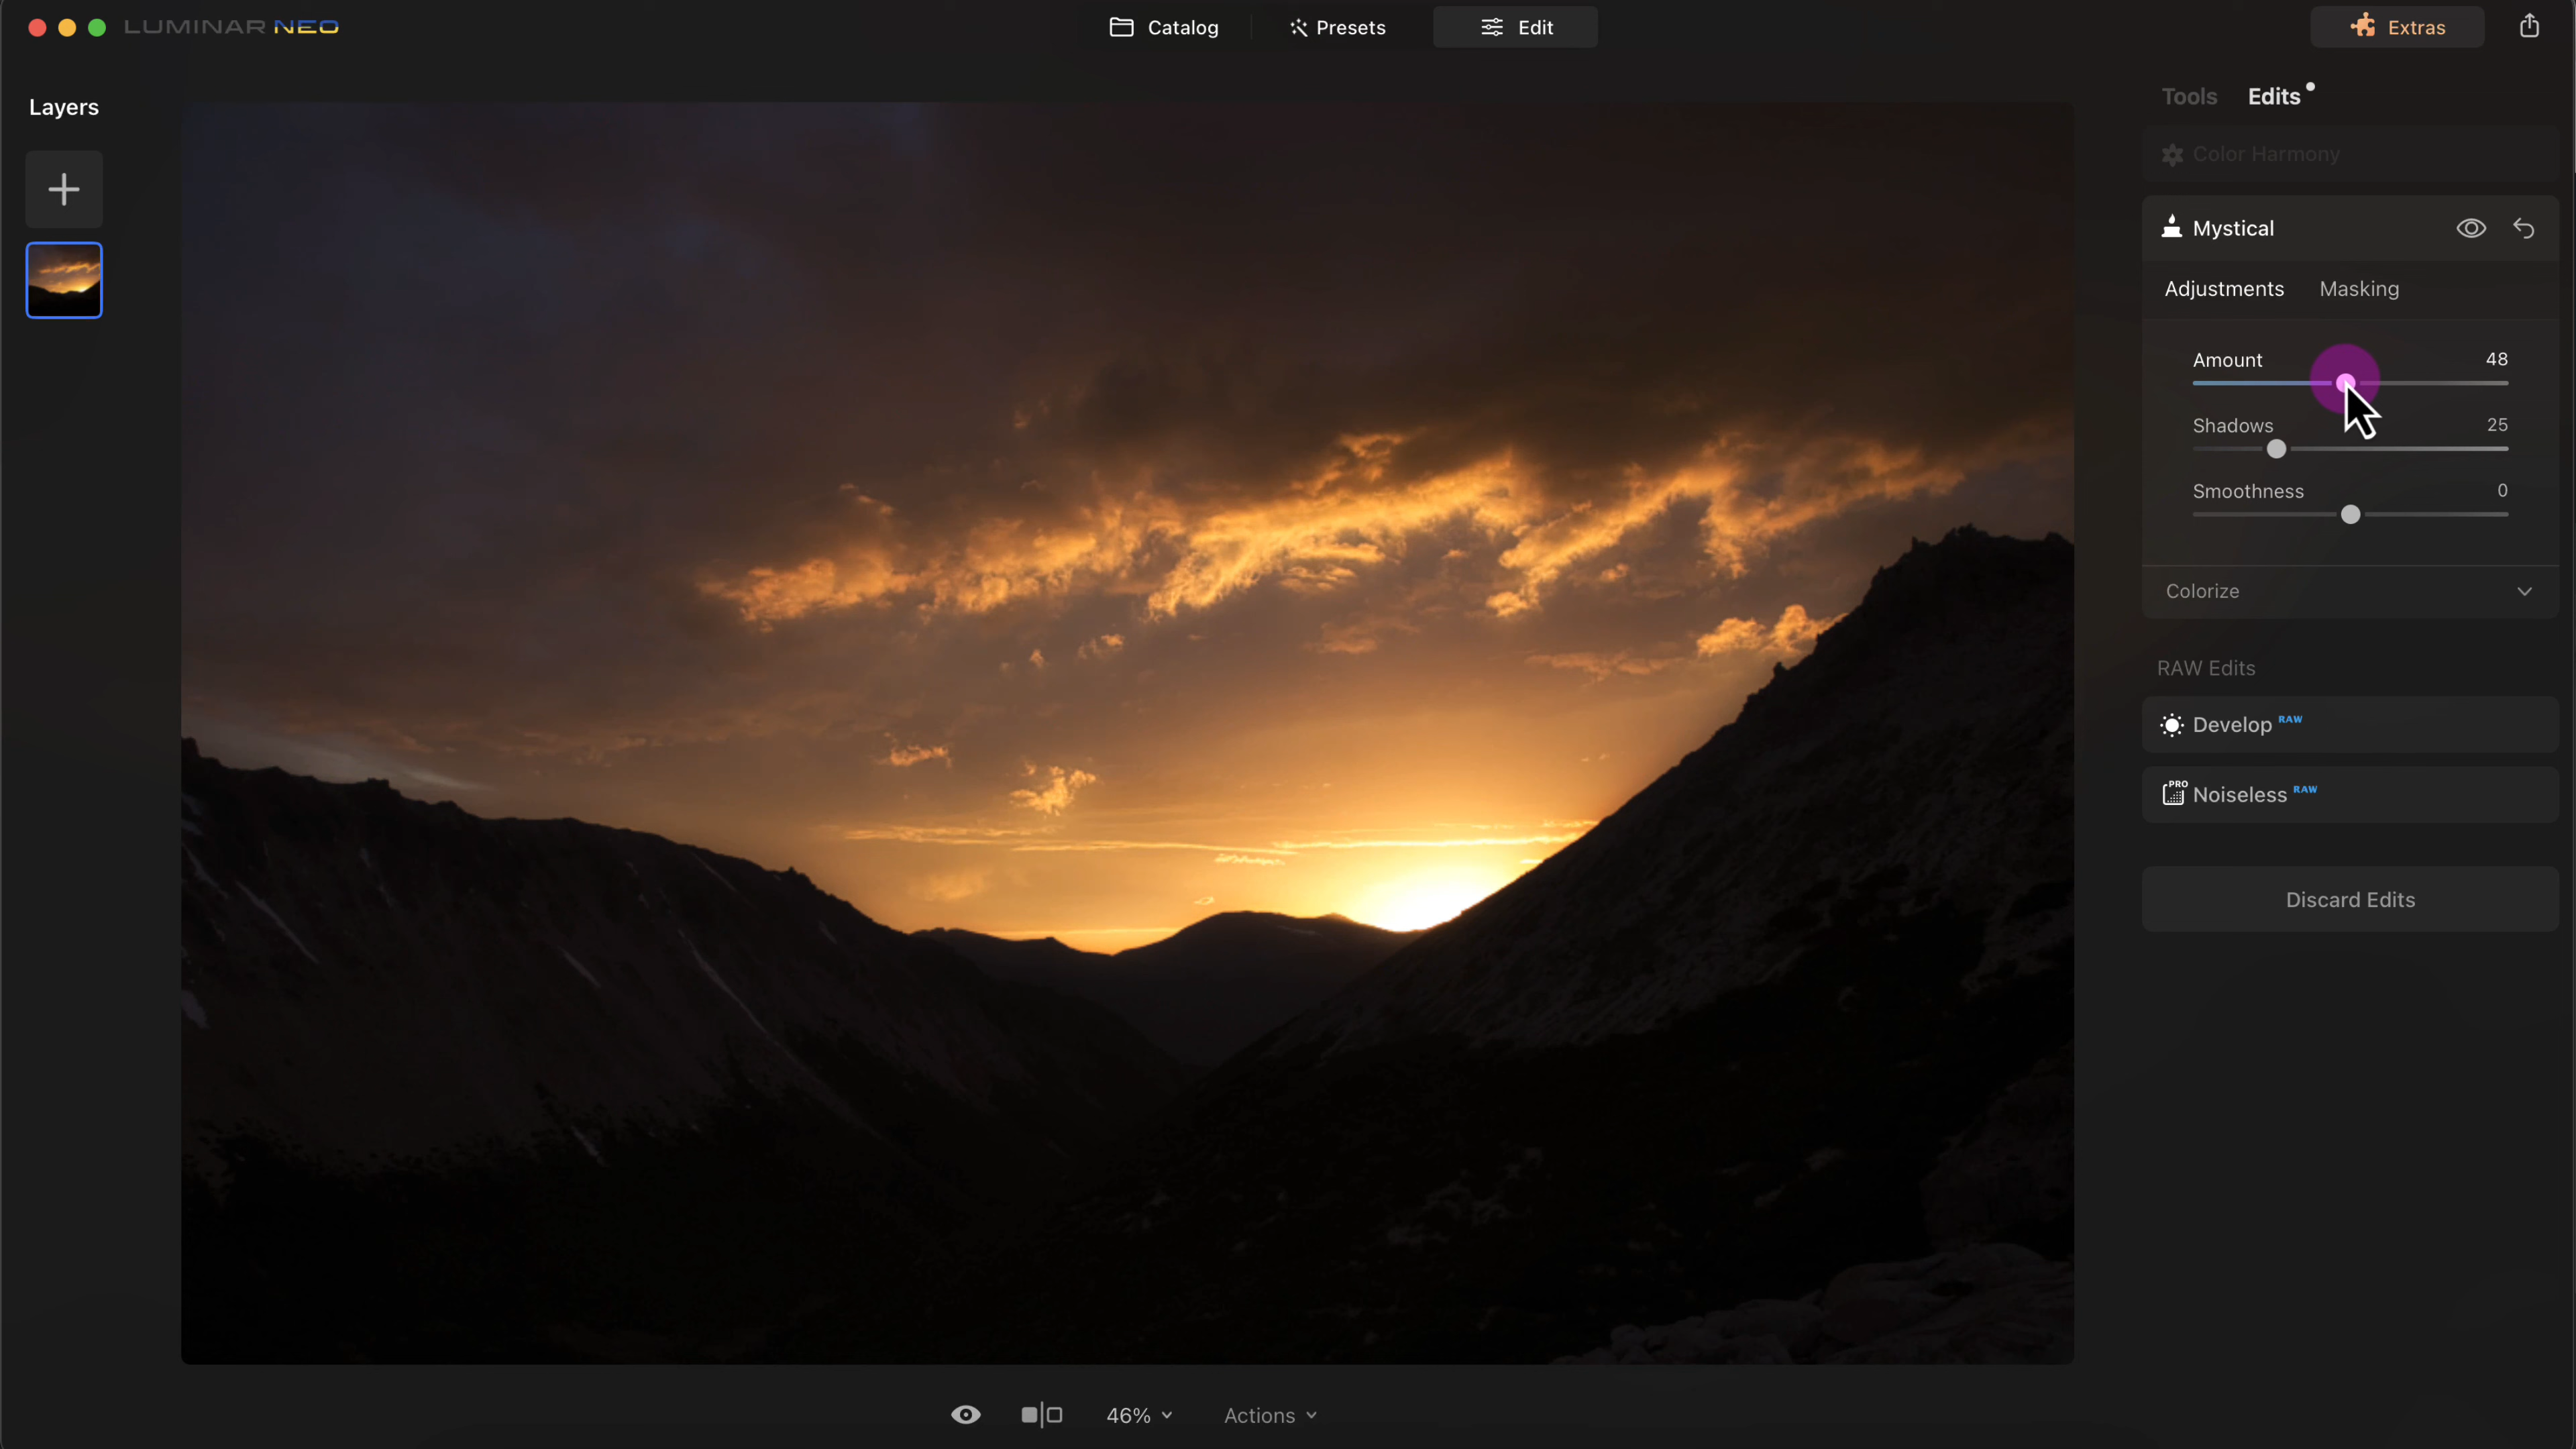 LUMINAR NEO
Catalog
Presets
Edit
Extras
Layers
Tools
Edits
Color Harmony
Mystical
Adjustments
Masking
Amount 48
Shadows 25
Smoothness 0
Colorize
RAW Edits
Develop RAW
PRO
Noiseless RAW
Discard Edits
46%
Actions